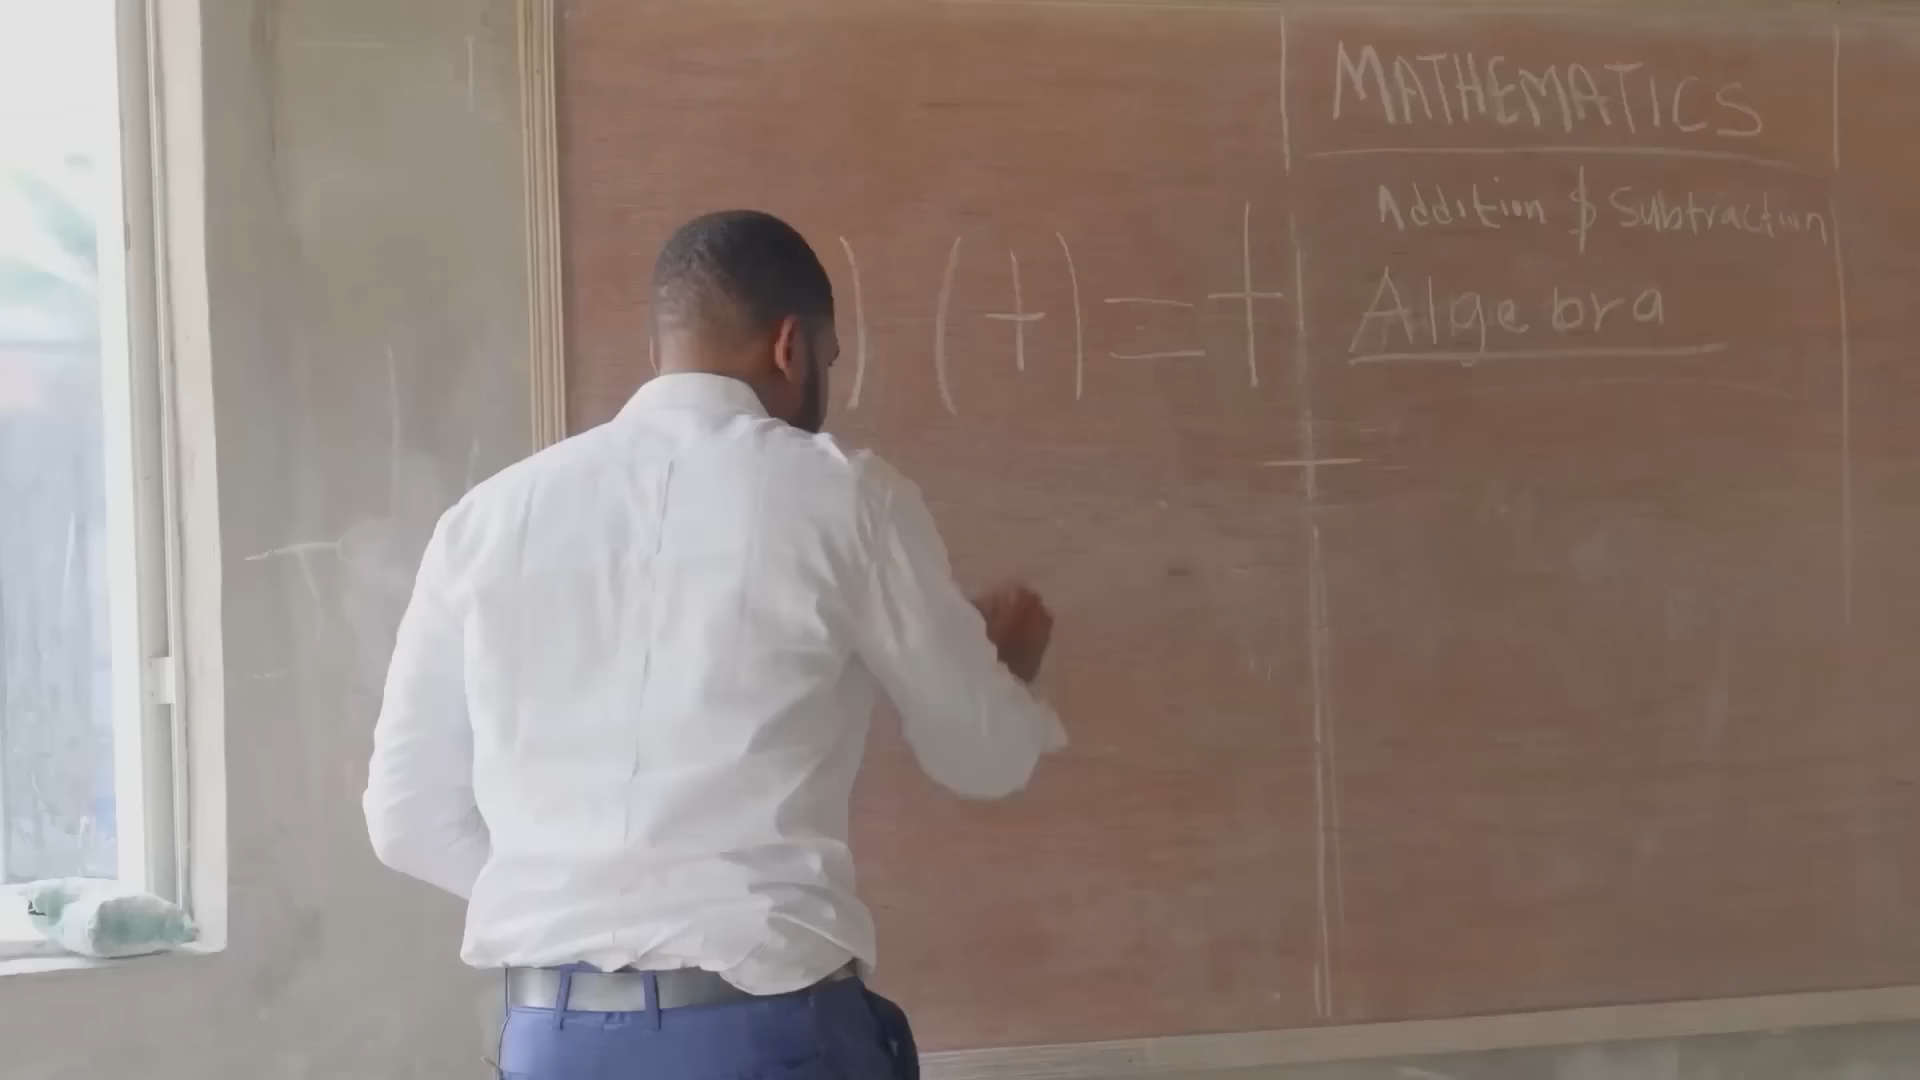 MATHEMATICS
Addition & Subtraction
Algebra
) (+) = +